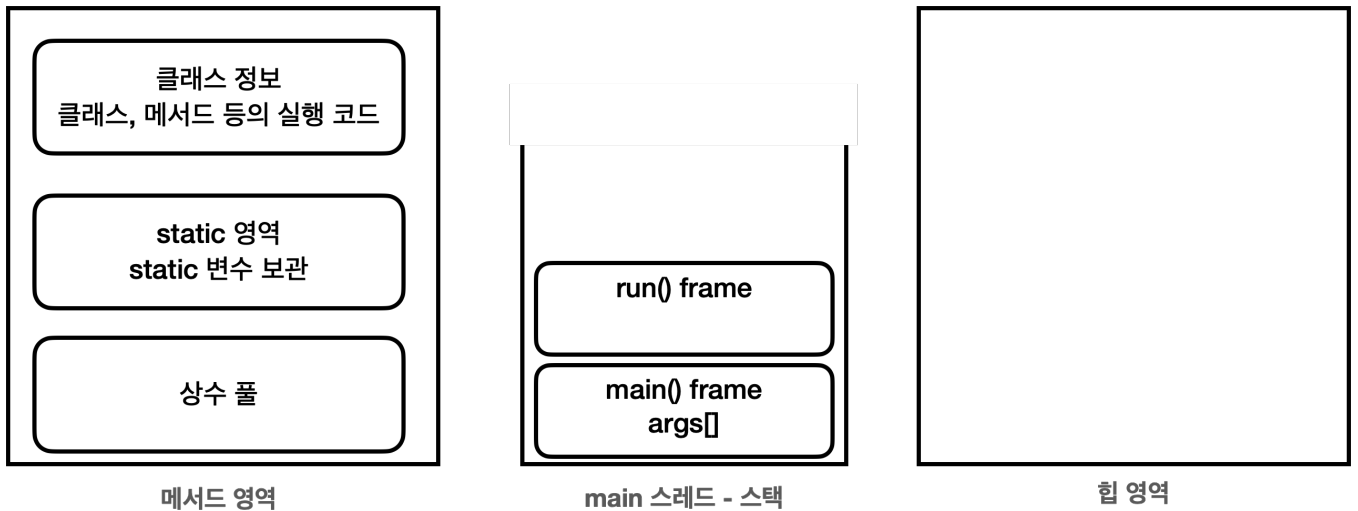 클래스 정보
클래스, 메서드 등의 실행 코드
static 영역
static 변수 보관
상수 풀
메서드 영역
run() frame
main() frame
args[]
main 스레드 - 스택
힙 영역